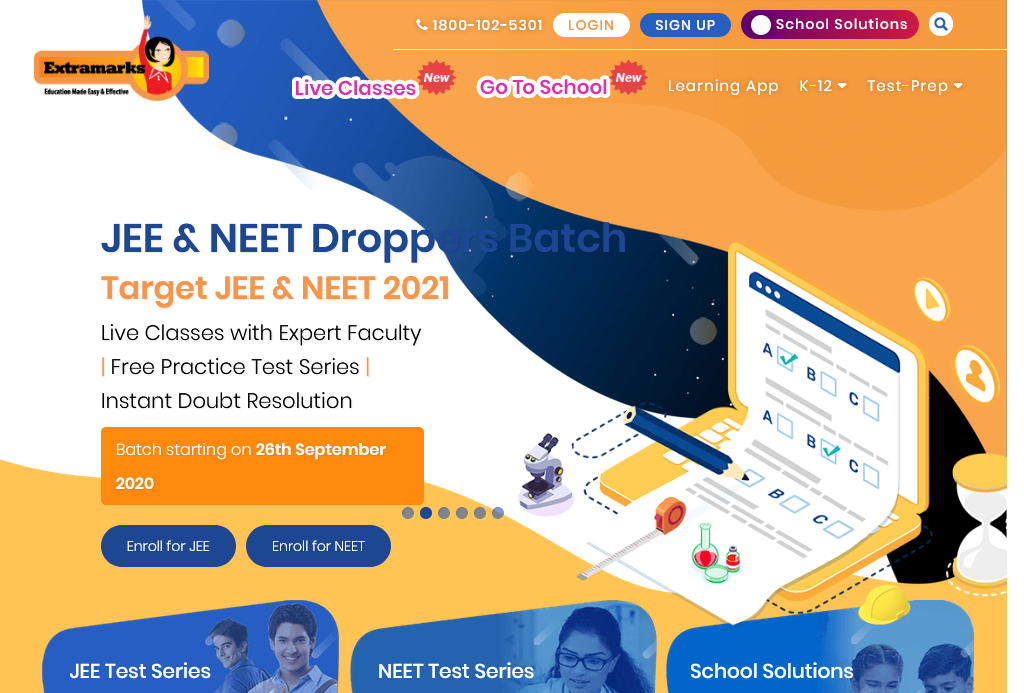 1800-102-5301
LOGIN
SIGN UP
School Solutions
Extramarks
Education Made Easy & Effective
Live Classes
New
Go To School
New
Learning App
K-12
Test-Prep
JEE & NEET Droppers Batch
Target JEE & NEET 2021
Live Classes with Expert Faculty
| Free Practice Test Series |
Instant Doubt Resolution
Batch starting on 26th September
2020
Enroll for JEE
Enroll for NEET
A
B
C
A
B
C
B
C
JEE Test Series
NEET Test Series
School Solutions